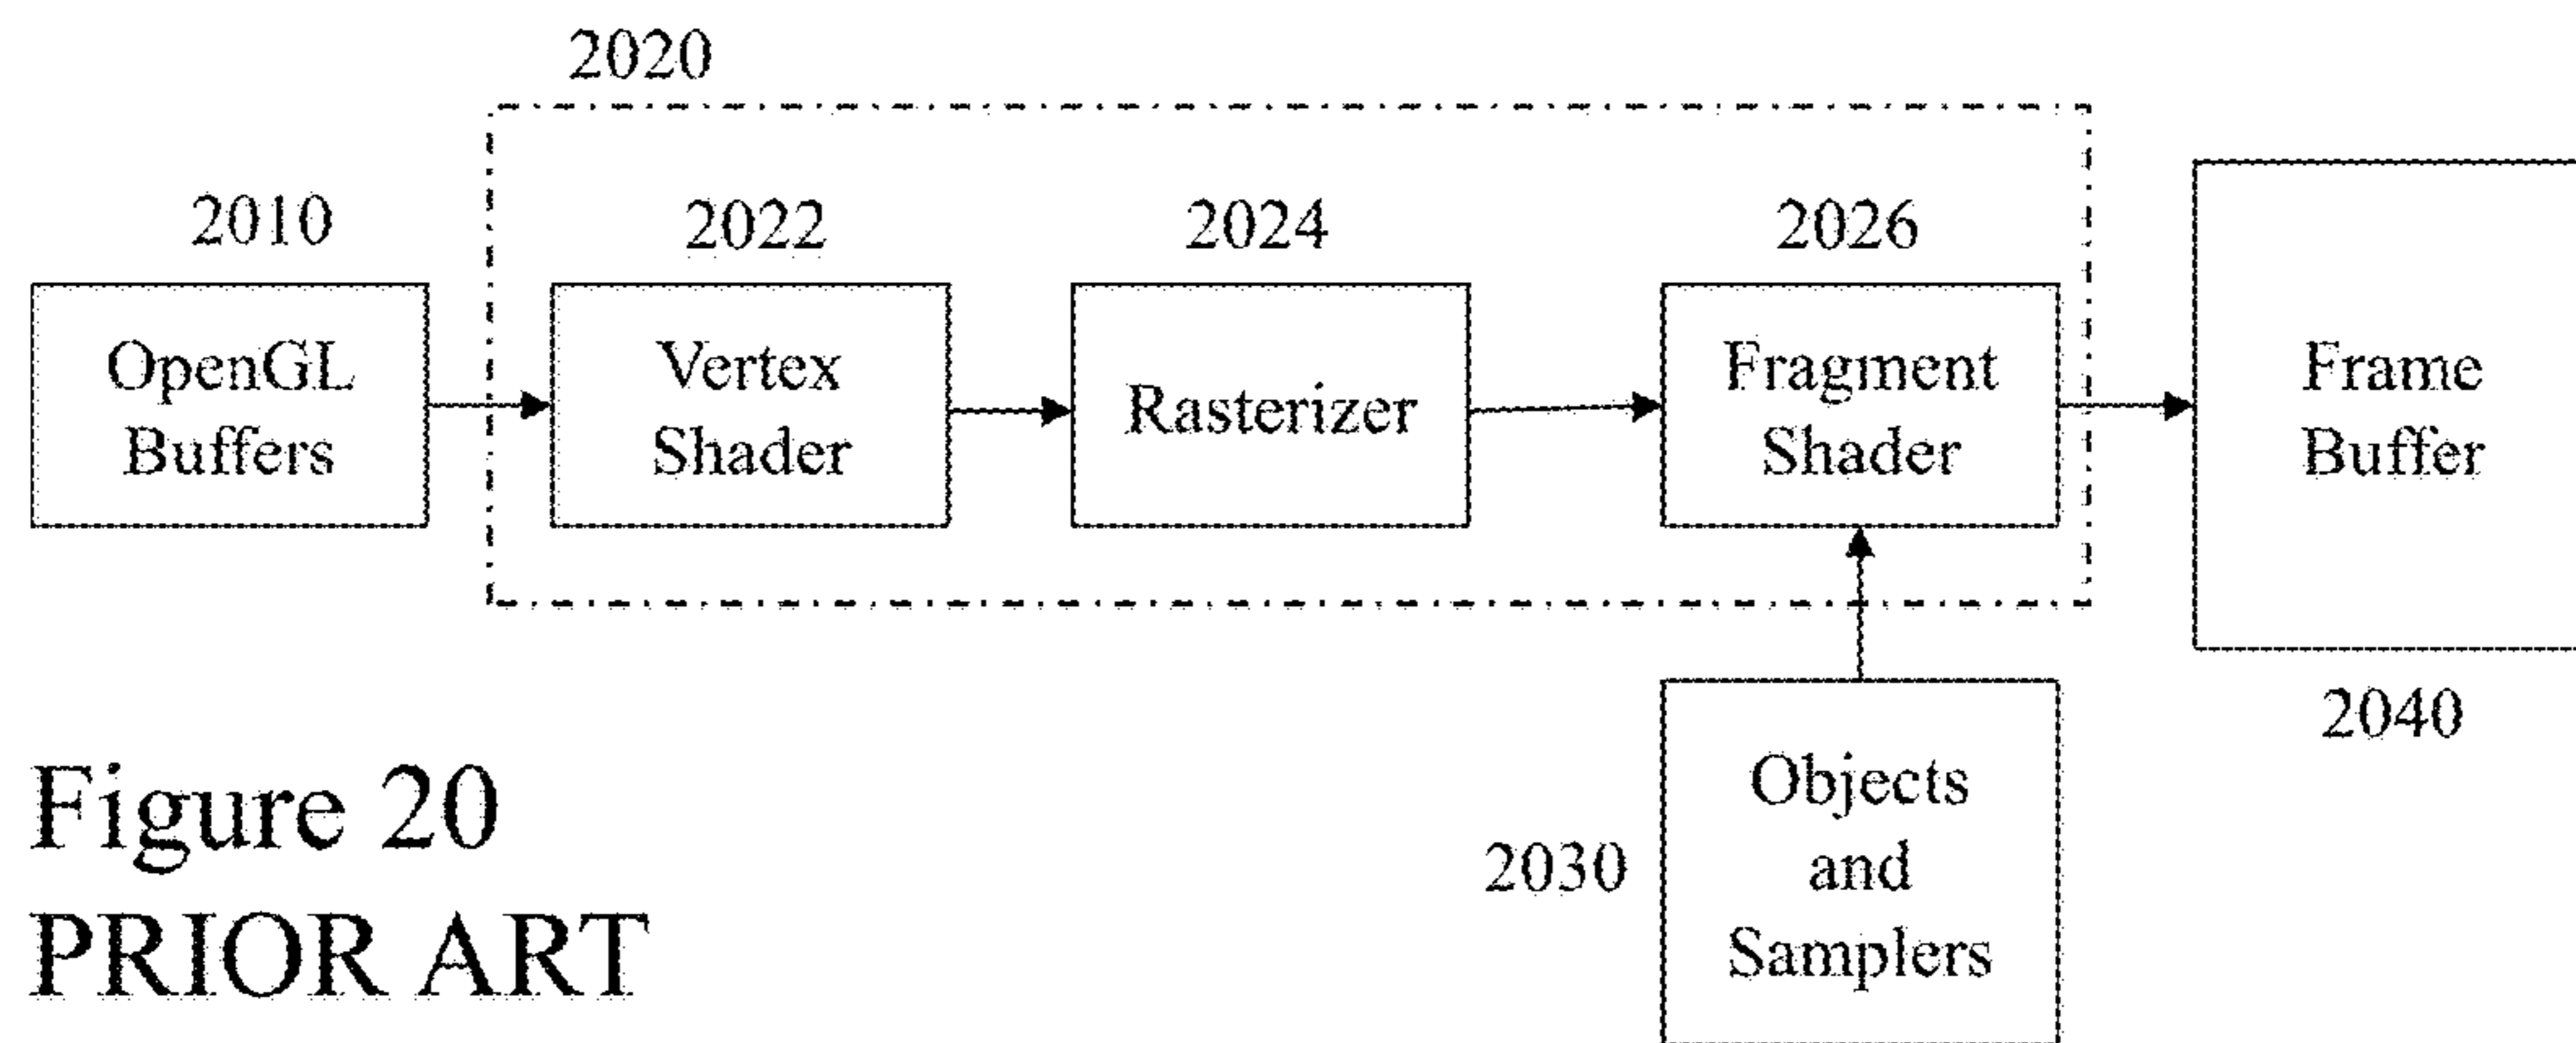 2020
2010
2022
2024
2026
OpenGL
Buffers
Vertex
Shader
Rasterizer
Fragment
Shader
Frame
Buffer
2040
Objects
and
Samplers
2030
Figure 20
PRIOR ART